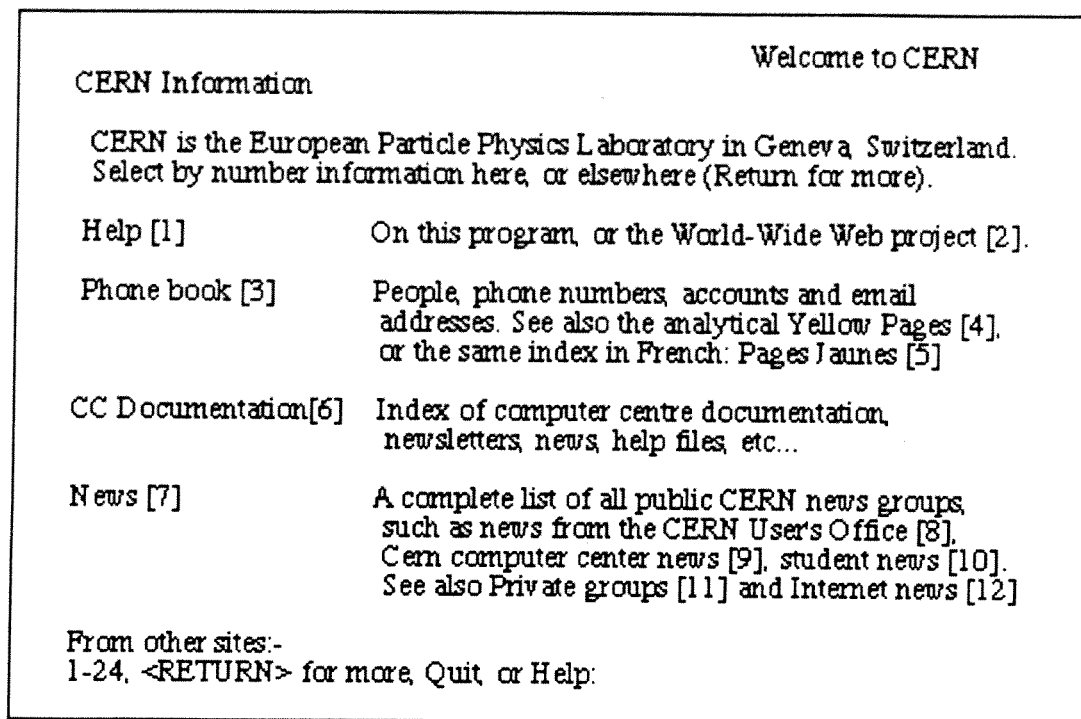 Welcome to CERN
CERN Information
CERN is the European Particle Physics Laboratory in Geneva, Switzerland.
Select by number information here, or elsewhere (Return for more).
Help [1] On this program, or the World-Wide Web project [2].
Phone book [3] People, phone numbers, accounts and email
addresses. See also the analytical Yellow Pages [4],
or the same index in French: Pages Jaunes [5]
CC Documentation[6] Index of computer centre documentation,
newsletters, news, help files, etc...
News [7] A complete list of all public CERN news groups,
such as news from the CERN User's Office [8],
Cern computer center news [9], student news [10].
See also Private groups [11] and Internet news [12]
From other sites:-
1-24, <RETURN> for more, Quit, or Help: